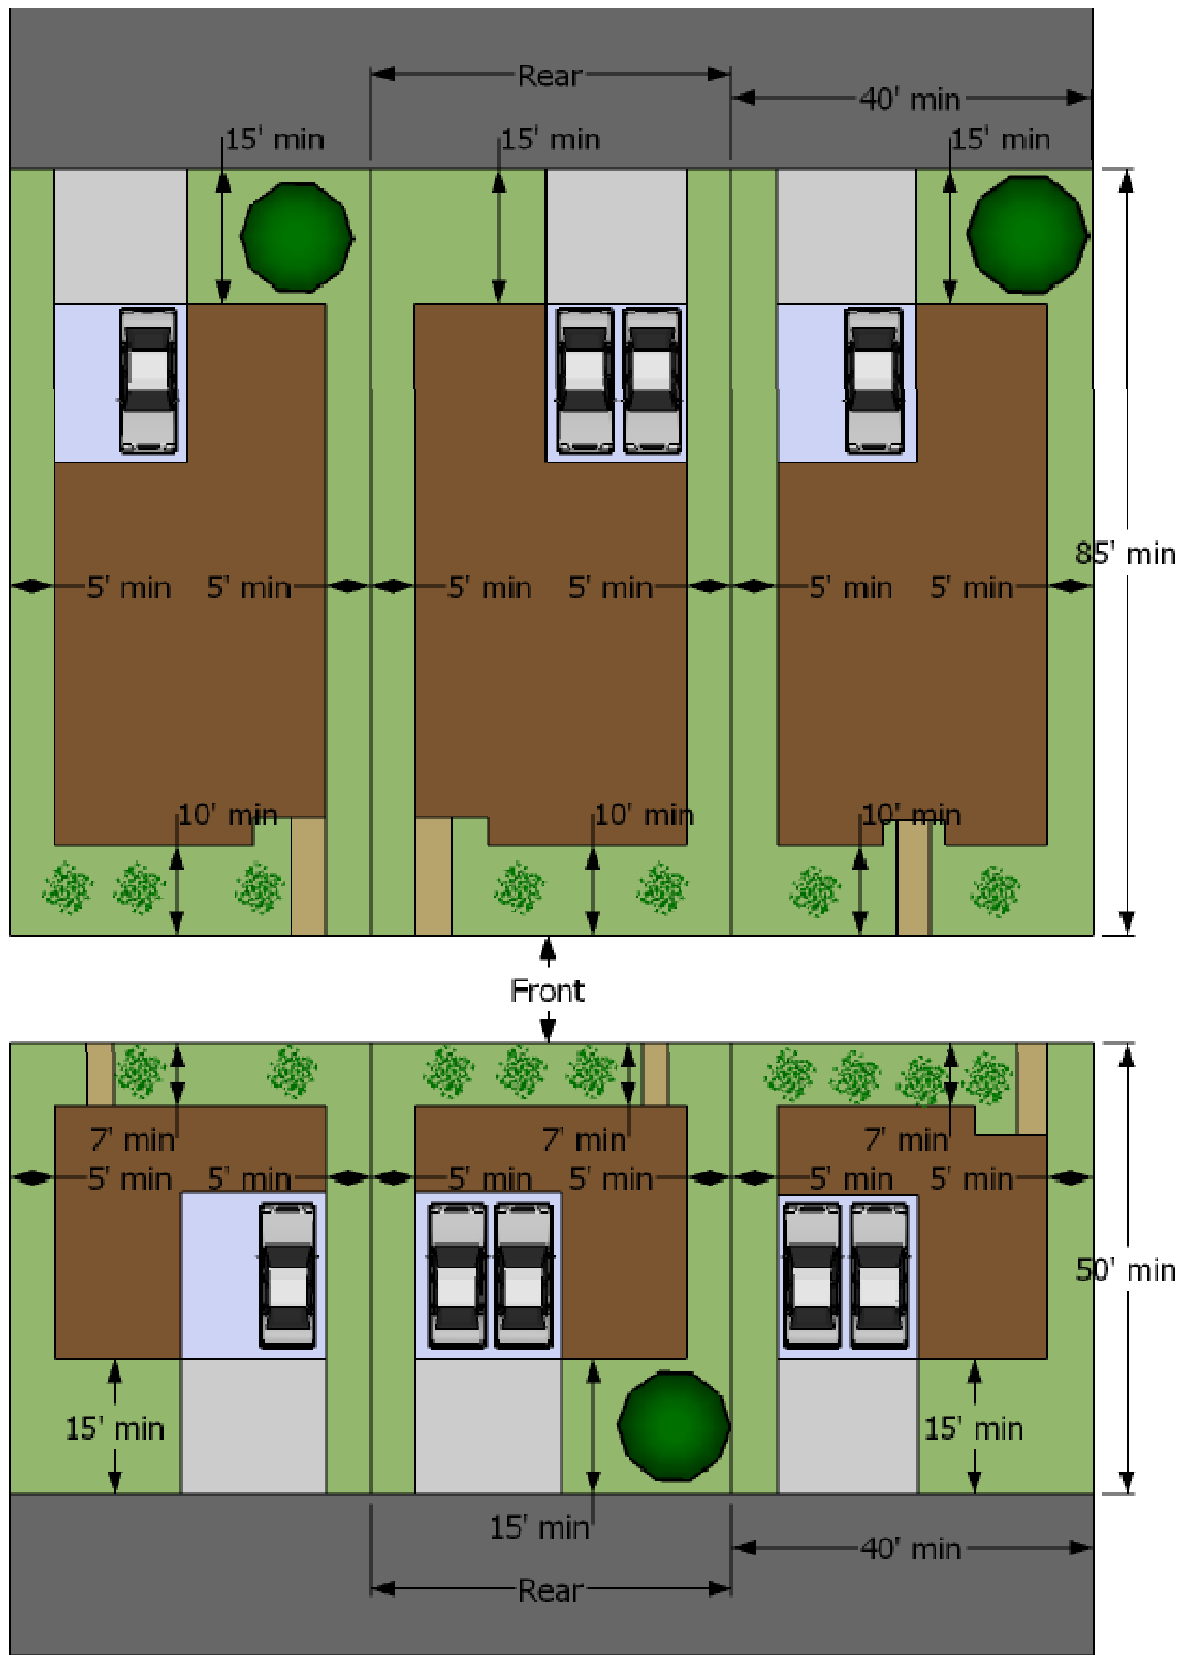 Rear
40' min
15' min 15' min 15' min
85' min
5' min 5' min 5' min 5' min 5' min 5' min
10' min 10' min 10' min
Front
7' min 7' min 7' min
5' min 5' min 5' min 5' min 5' min 5' min
50' min
15' min 15' min
15' min
40' min
Rear